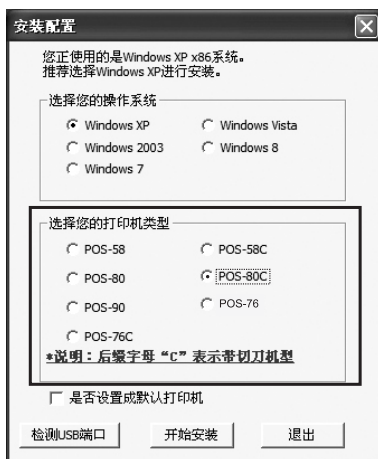 安装配置
您正使用的是Windows XP x86系统。
推荐选择Windows XP进行安装。
选择您的操作系统
Windows XP Windows Vista
Windows 2003 Windows 8
Windows 7
选择您的打印机类型
POS-58 POS-58C
POS-80 POS-80C
POS-90 POS-76
POS-76C
*说明：后缀字母“C”表示带切刀机型
是否设置成默认打印机
检测USB端口 开始安装 退出